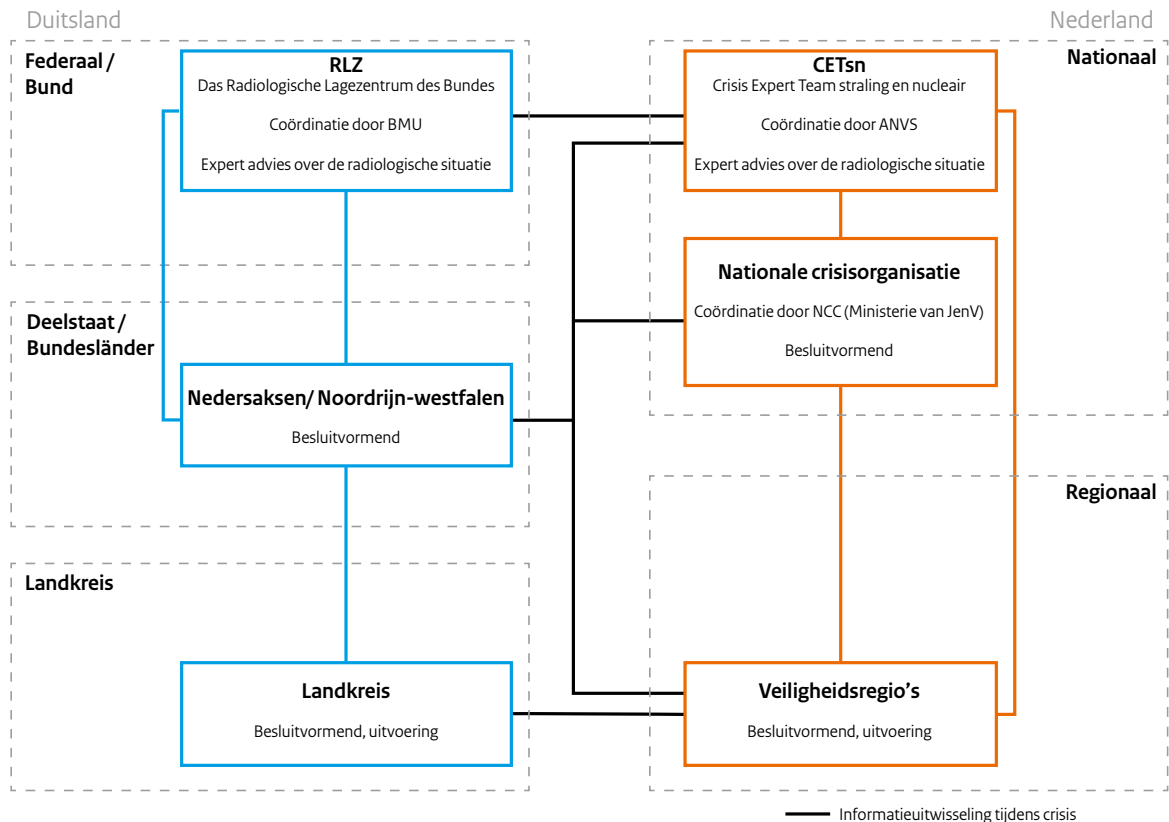 Duitsland
Nederland
Federaal /
Bund
RLZ
Das Radiologische Lagezentrum des Bundes
Coördinatie door BMU
Expert advies over de radiologische situatie
CETsn
Crisis Expert Team straling en nucleair
Coördinatie door ANVS
Expert advies over de radiologische situatie
Nationaal
Nationale crisisorganisatie
Coördinatie door NCC (Ministerie van JenV)
Besluitvormend
Deelstaat /
Bundesländer
Nedersaksen/ Noordrijn-westfalen
Besluitvormend
Regionaal
Landkreis
Landkreis
Besluitvormend, uitvoering
Veiligheidsregio’s
Besluitvormend, uitvoering
Informatieuitwisseling tijdens crisis